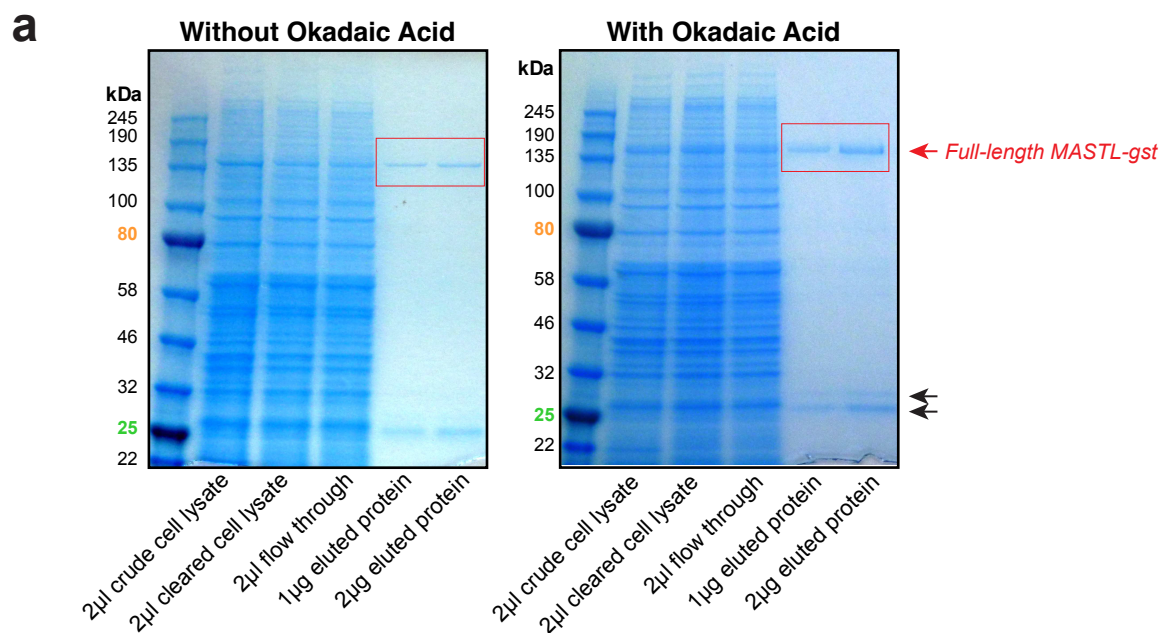 a
Without Okadaic Acid
kDa
245
190
135
100
80
58
46
32
25
22
2µl crude cell lysate
2µl cleared cell lysate
2µl flow through
1µg eluted protein
2µg eluted protein
With Okadaic Acid
kDa
245
190
135
100
80
58
46
32
25
22
Full-length MASTL-gst
2µl crude cell lysate
2µl cleared cell lysate
2µl flow through
1µg eluted protein
2µg eluted protein